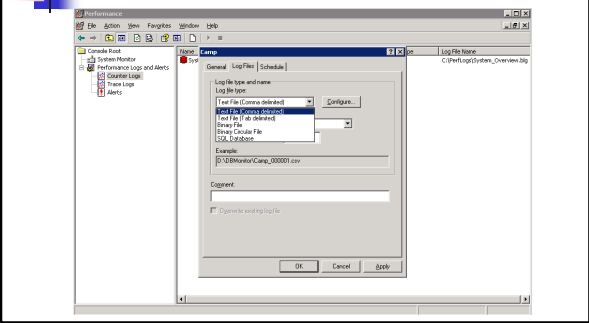 Performance
File Action View Favorites Window Help
Console Root
System Monitor
Performance Logs and Alerts
Counter Logs
Trace Logs
Alerts
Name
Log File Name
C:\PerfLogs\System_Overview.blg
Camp
General Log Files Schedule
Log file type and name
Log file type:
Text File (Comma delimited) Configure...
Text File (Comma delimited)
Text File (Tab delimited)
Binary File
Binary Circular File
SQL Database
Example:
D:\DBMonitor\Camp_000001.csv
Comment:
Overwrite existing log file
OK Cancel Apply